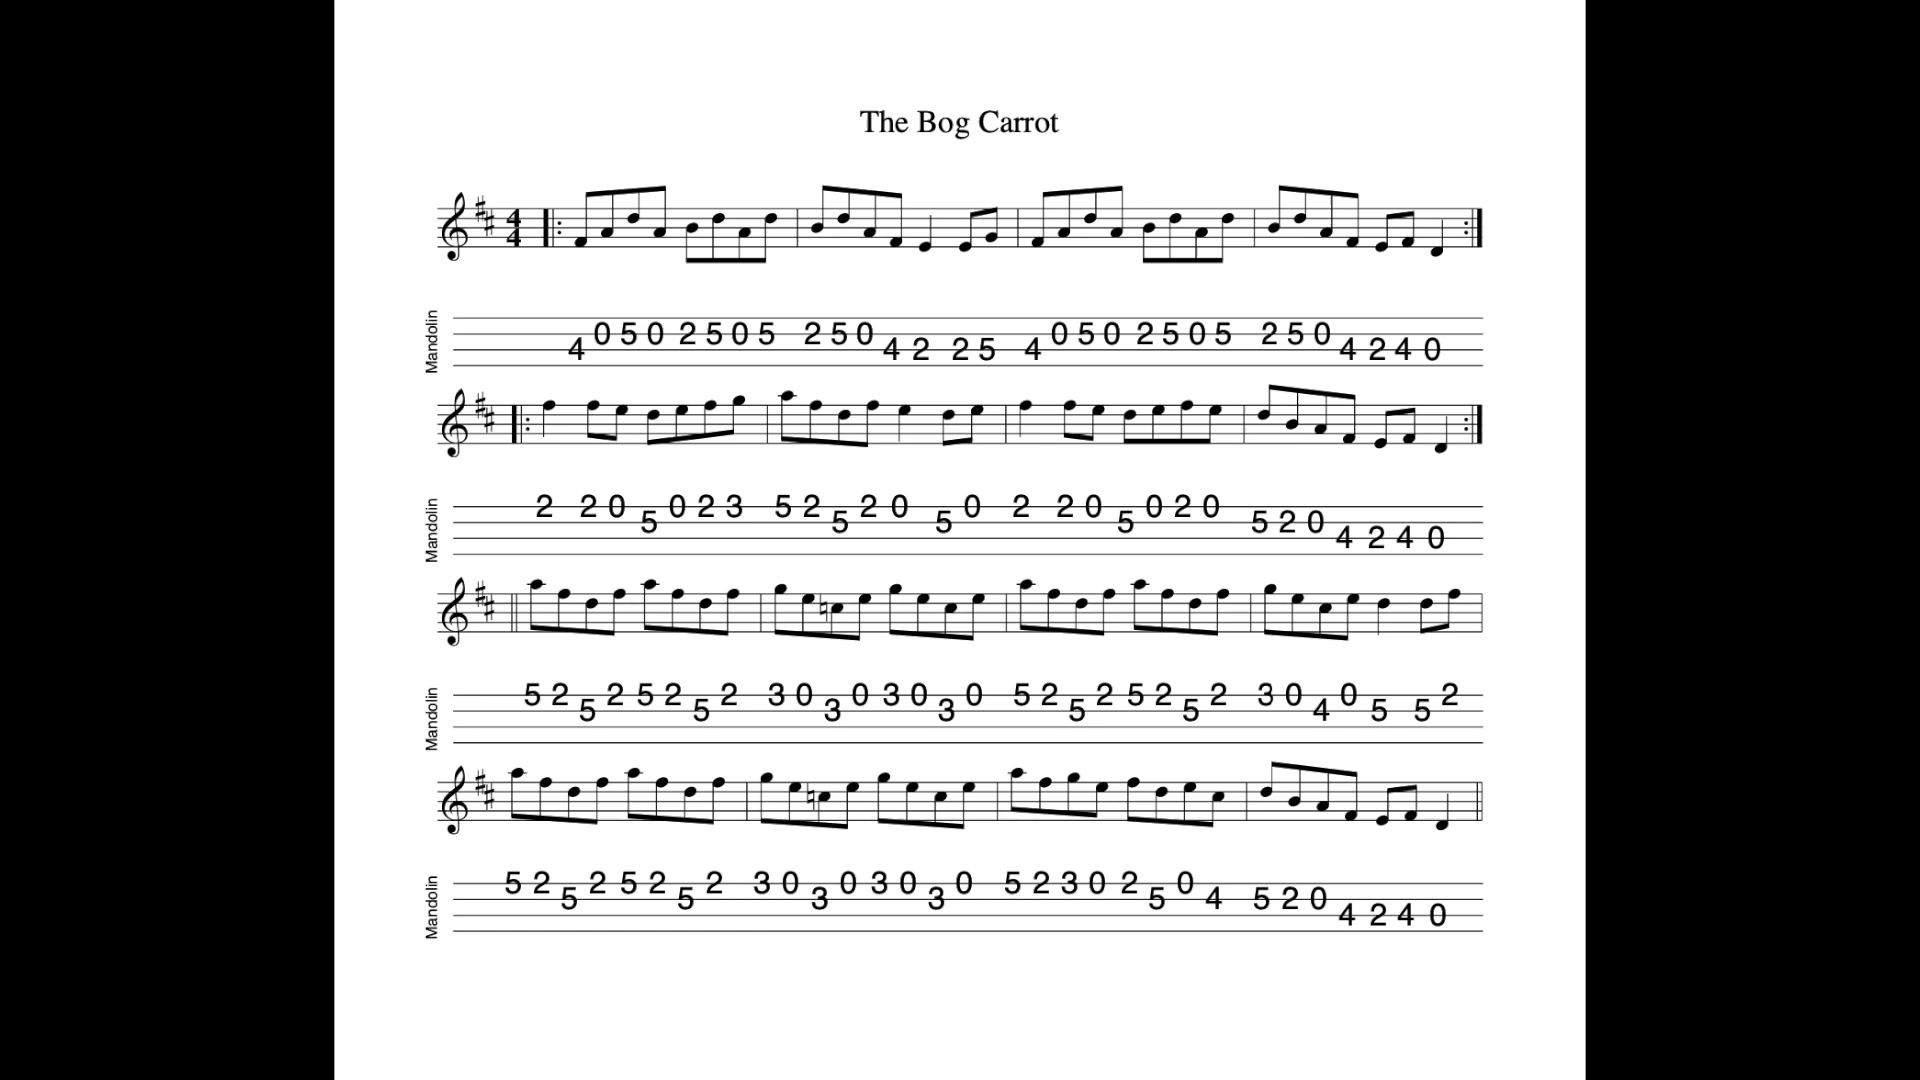 The Bog Carrot
4 4
Mandolin
4 0 5 0 2 5 0 5 2 5 0 4 2 2 5 4 0 5 0 2 5 0 5 2 5 0 4 2 4 0
Mandolin
2 2 0 5 0 2 3 5 2 5 2 0 5 0 2 2 0 5 0 2 0 5 2 0 4 2 4 0
Mandolin
5 2 5 2 5 2 5 2 3 0 3 0 3 0 3 0 5 2 5 2 5 2 5 2 3 0 4 0 5 5 2
Mandolin
5 2 5 2 5 2 5 2 3 0 3 0 3 0 3 0 5 2 3 0 2 5 0 4 5 2 0 4 2 4 0